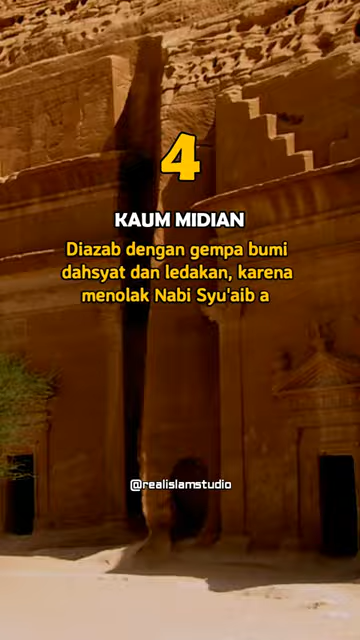 4
KAUM MIDIAN
Diazab dengan gempa bumi
dahsyat dan ledakan, karena
menolak Nabi Syu'aib a
@realislamstudio